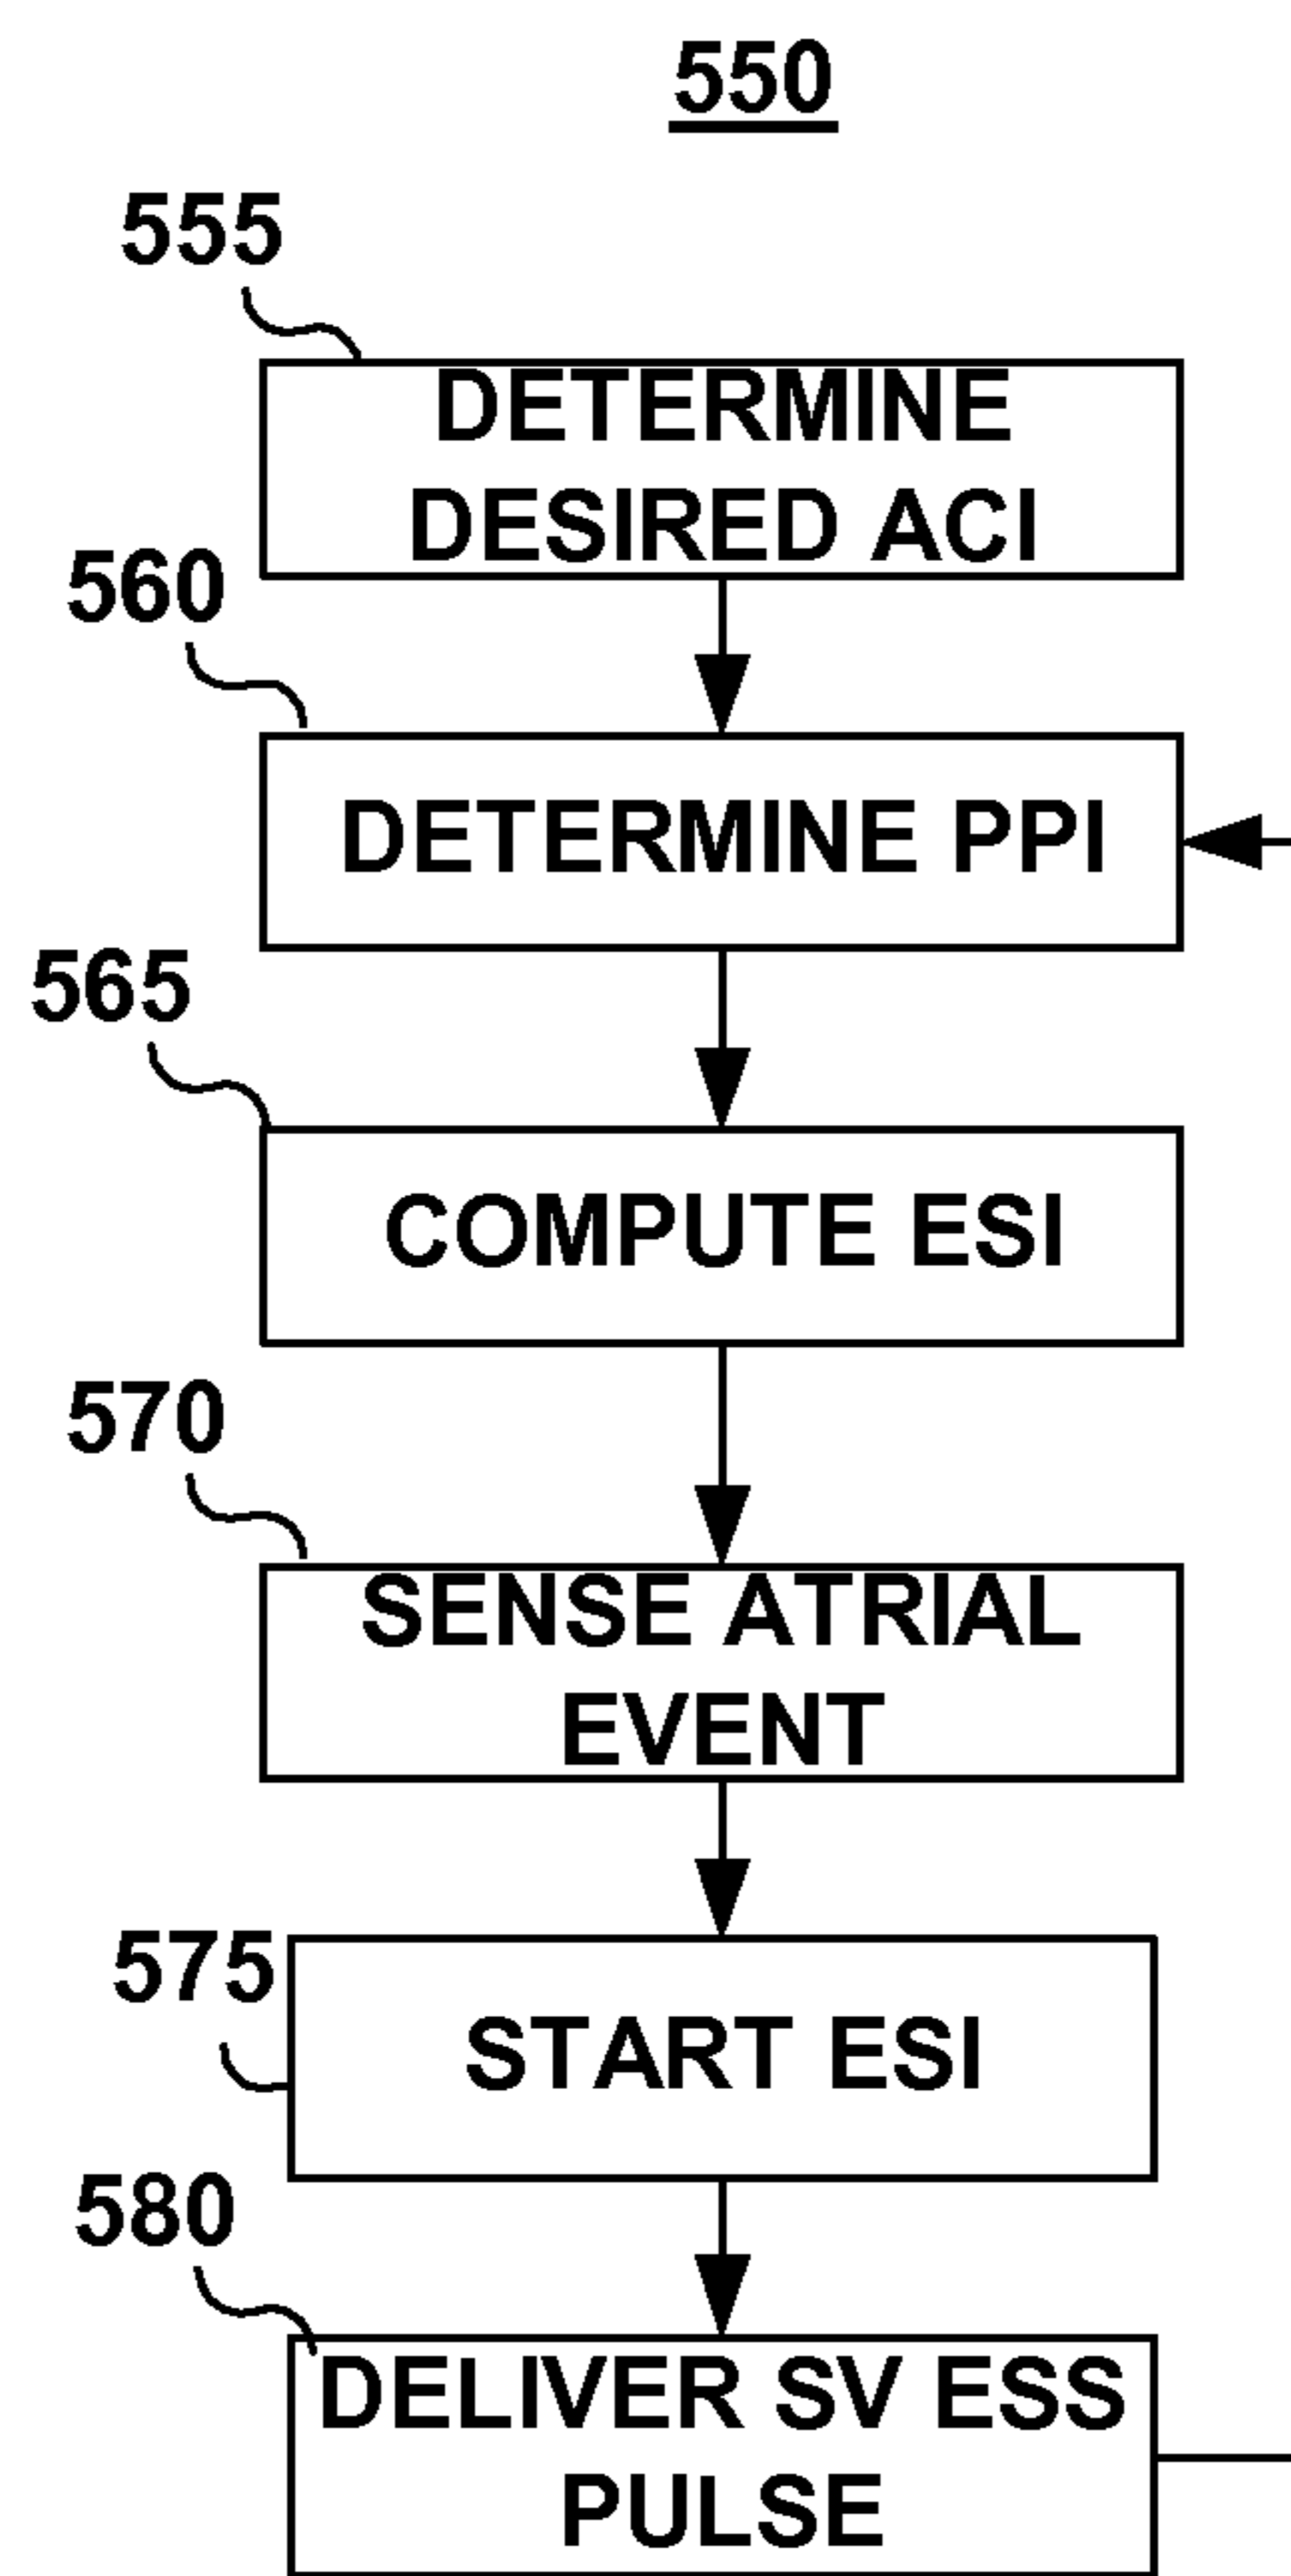 550
555
DETERMINE
DESIRED ACI
560
DETERMINE PPI
565
COMPUTE ESI
570
SENSE ATRIAL
EVENT
575
START ESI
580
DELIVER SV ESS
PULSE